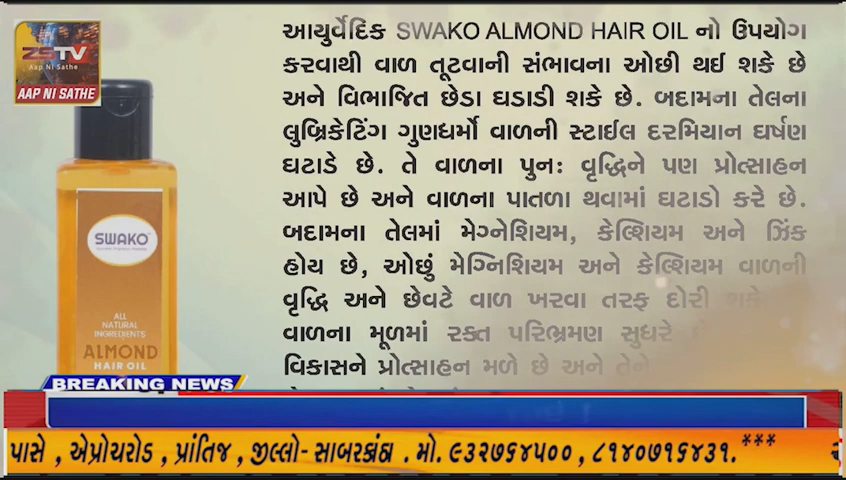 આયુર્વેદિક SWAKO ALMOND HAIR OIL નો ઉપયોગ
કરવાથી વાળ તૂટવાની સંભાવના ઓછી થઈ શકે છે
અને વિભાજિત છેડા ઘડાડી શકે છે. બદામના તેલના
લુબ્રિકેટિંગ ગુણધર્મો વાળની સ્ટાઈલ દરમિયાન ઘર્ષણ
ઘટાડે છે. તે વાળના પુનઃ વૃદ્ધિને પણ પ્રોત્સાહન
આપે છે અને વાળના પાતળા થવામાં ઘટાડો કરે છે.
બદામના તેલમાં મેગ્નેશિયમ, કેલ્શિયમ અને ઝિંક
હોય છે, ઓછું મેગ્નિશિયમ અને કેલ્શિયમ વાળની
વૃદ્ધિ અને છેવટે વાળ ખરવા તરફ દોરી શકે
વાળના મૂળમાં રક્ત પરિભ્રમણ સુધરે
વિકાસને પ્રોત્સાહન મળે છે અને તેને
ZSTV
Aap Ni Sathe
AAP NI SATHE
SWAKO
ALL
NATURAL
INGREDIENTS
ALMOND
HAIR OIL
BREAKING NEWS
પાસે , એપ્રોચરોડ , પ્રાંતિજ , જીલ્લો- સાબરકાંઠા . મો. ૯૩૨૭૬૪૫૦૦ , ૮૧૪૦૭૧૬૪૩૧.***